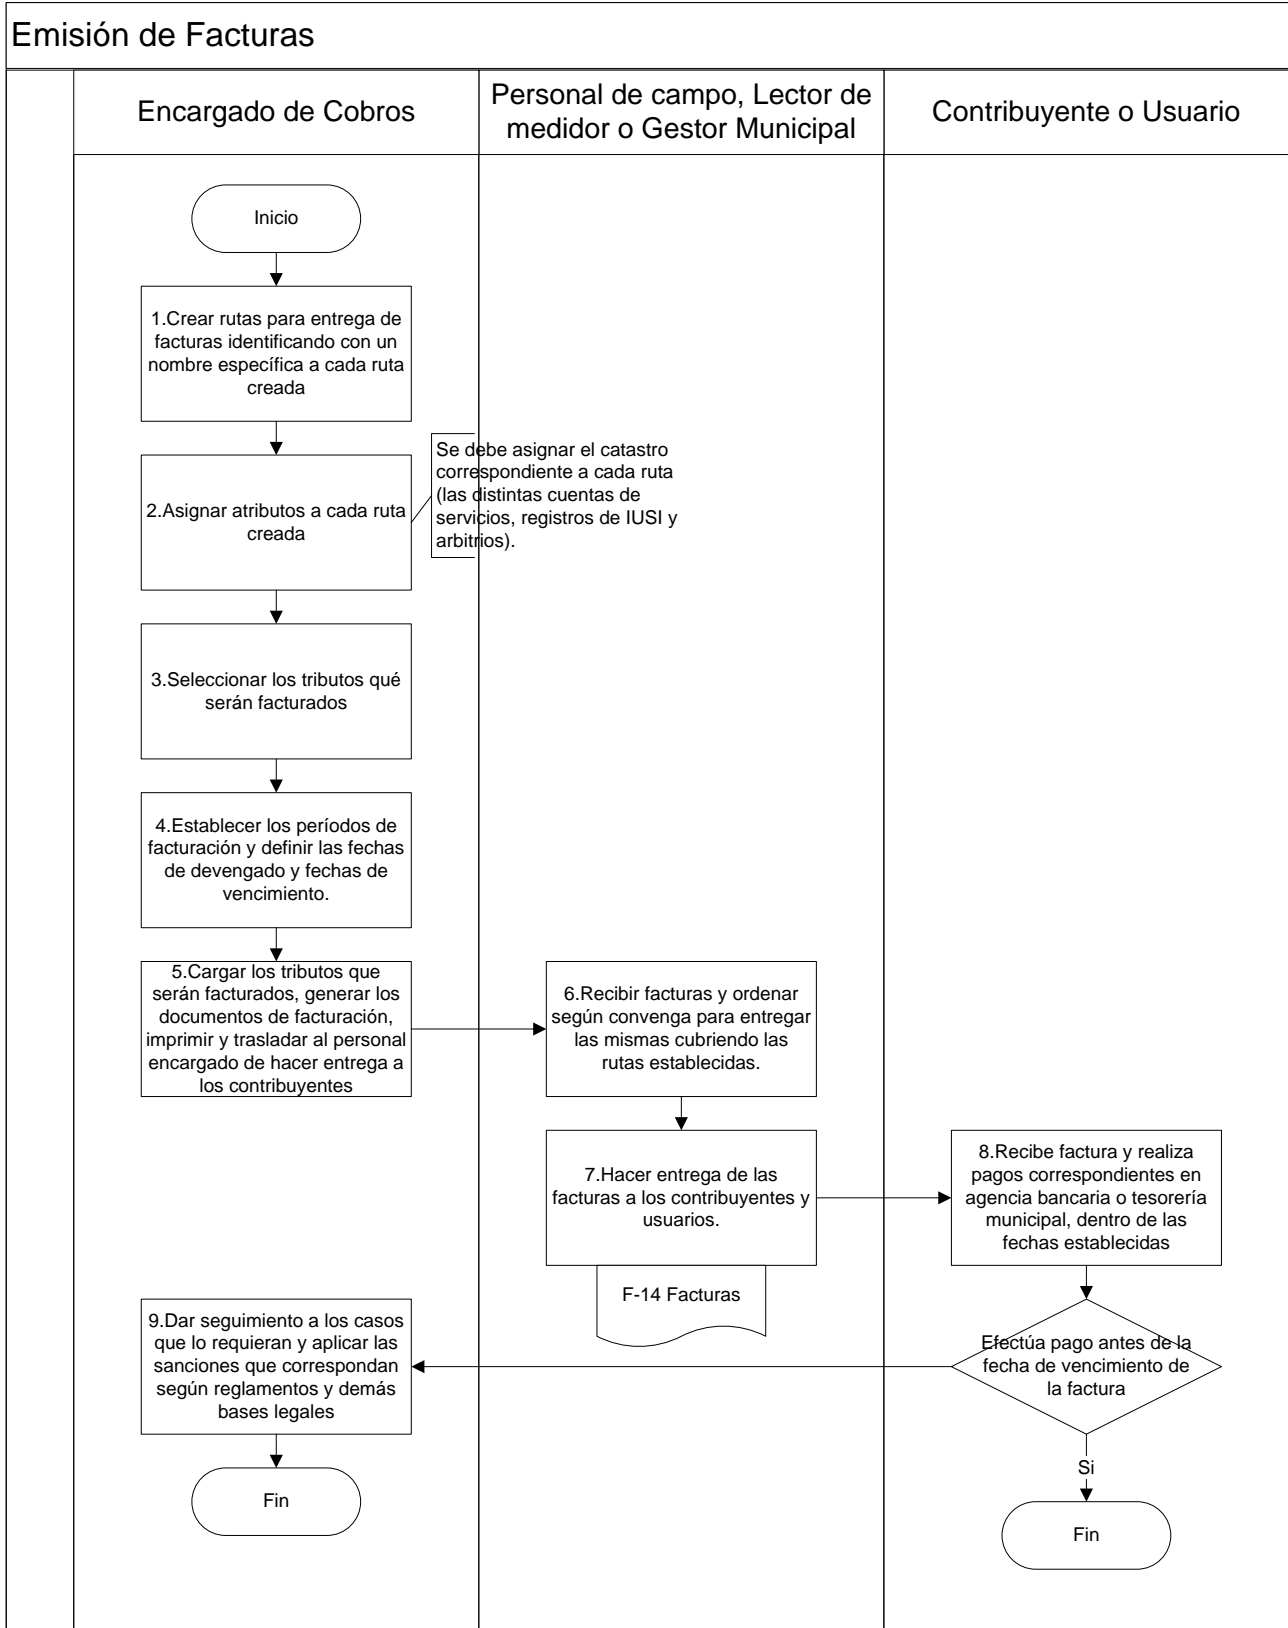 Emisión de Facturas
Encargado de Cobros
Personal de campo, Lector de
medidor o Gestor Municipal
Contribuyente o Usuario
Inicio
1.Crear rutas para entrega de
facturas identificando con un
nombre específica a cada ruta
creada
2.Asignar atributos a cada ruta
creada
Se debe asignar el catastro
correspondiente a cada ruta
(las distintas cuentas de
servicios, registros de IUSI y
arbitrios).
3.Seleccionar los tributos qué
serán facturados
4.Establecer los períodos de
facturación y definir las fechas
de devengado y fechas de
vencimiento.
5.Cargar los tributos que
serán facturados, generar los
documentos de facturación,
imprimir y trasladar al personal
encargado de hacer entrega a
los contribuyentes
6.Recibir facturas y ordenar
según convenga para entregar
las mismas cubriendo las
rutas establecidas.
7.Hacer entrega de las
facturas a los contribuyentes y
usuarios.
F-14 Facturas
8.Recibe factura y realiza
pagos correspondientes en
agencia bancaria o tesorería
municipal, dentro de las
fechas establecidas
Efectúa pago antes de la
fecha de vencimiento de
la factura
Si
Fin
9.Dar seguimiento a los casos
que lo requieran y aplicar las
sanciones que correspondan
según reglamentos y demás
bases legales
Fin